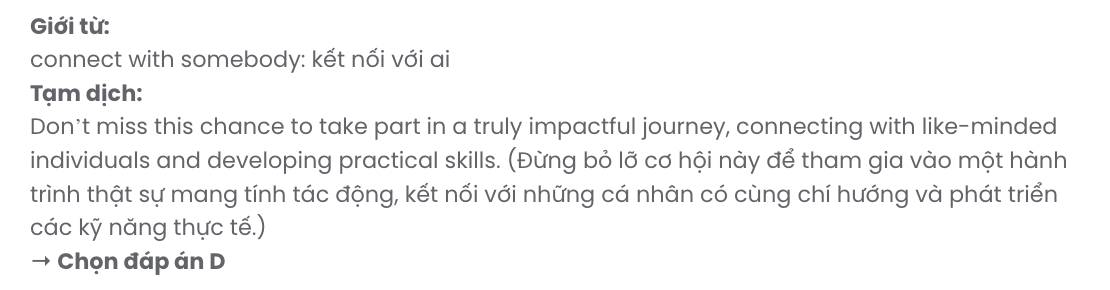 Giới từ:
connect with somebody: kết nối với ai
Tạm dịch:
Don’t miss this chance to take part in a truly impactful journey, connecting with like-minded
individuals and developing practical skills. (Đừng bỏ lỡ cơ hội này để tham gia vào một hành
trình thật sự mang tính tác động, kết nối với những cá nhân có cùng chí hướng và phát triển
các kỹ năng thực tế.)
→ Chọn đáp án D